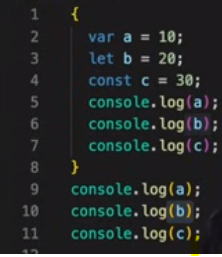 1 {
2 var a = 10;
3 let b = 20;
4 const c = 30;
5 console.log(a);
6 console.log(b);
7 console.log(c);
8 }
9 console.log(a);
10 console.log(b);
11 console.log(c);